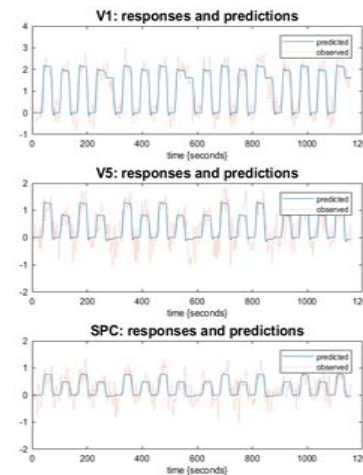 V1: responses and predictions
4
3
2
1
0
-1
predicted
observed
0 200 400 600 800 1000 120
time {seconds}
V5: responses and predictions
2
1
0
-1
-2
predicted
observed
0 200 400 600 800 1000 120
time {seconds}
SPC: responses and predictions
2
1
0
-1
-2
predicted
observed
0 200 400 600 800 1000 120
time {seconds}